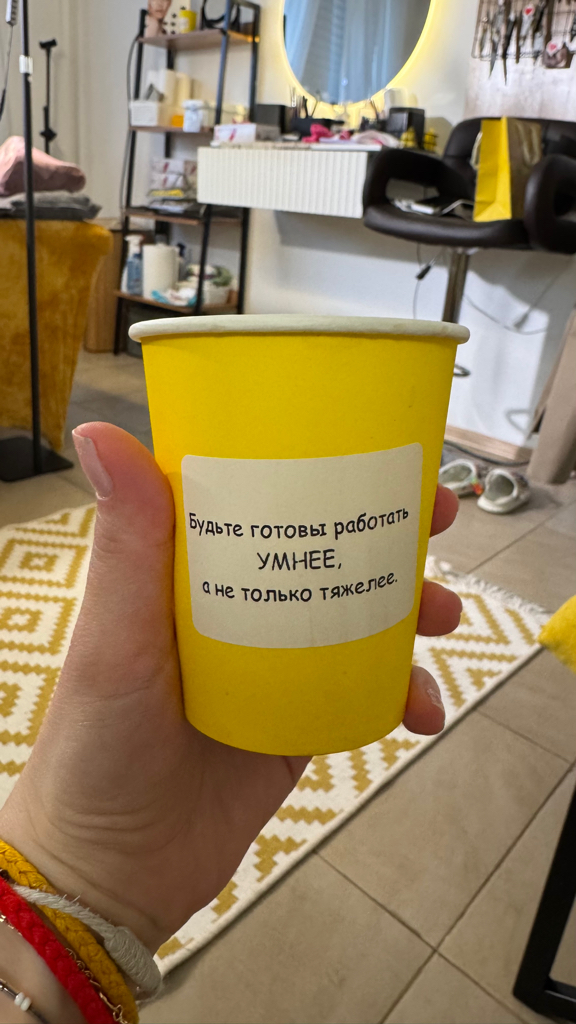 Будьте готовы работать
УМНЕЕ,
а не только тяжелее.